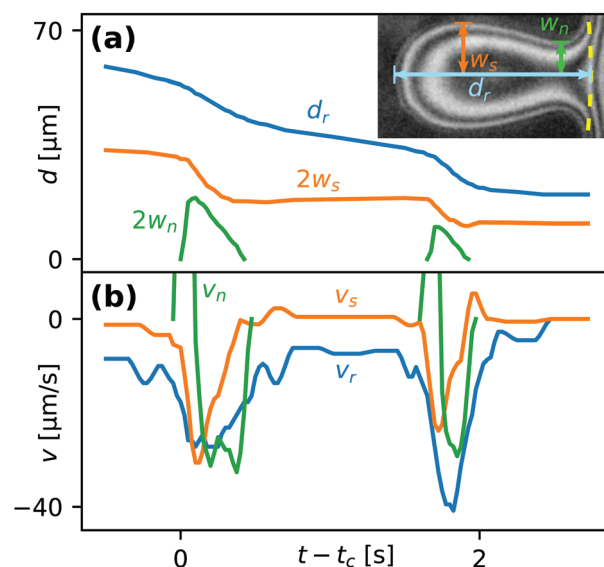 70
(a)
w_n
w_s
d_r
d_r
d [μm]
2w_s
2w_n
0
(b)
v_n
v_s
0
v_r
v [μm/s]
−40
0
t − t_c [s]
2